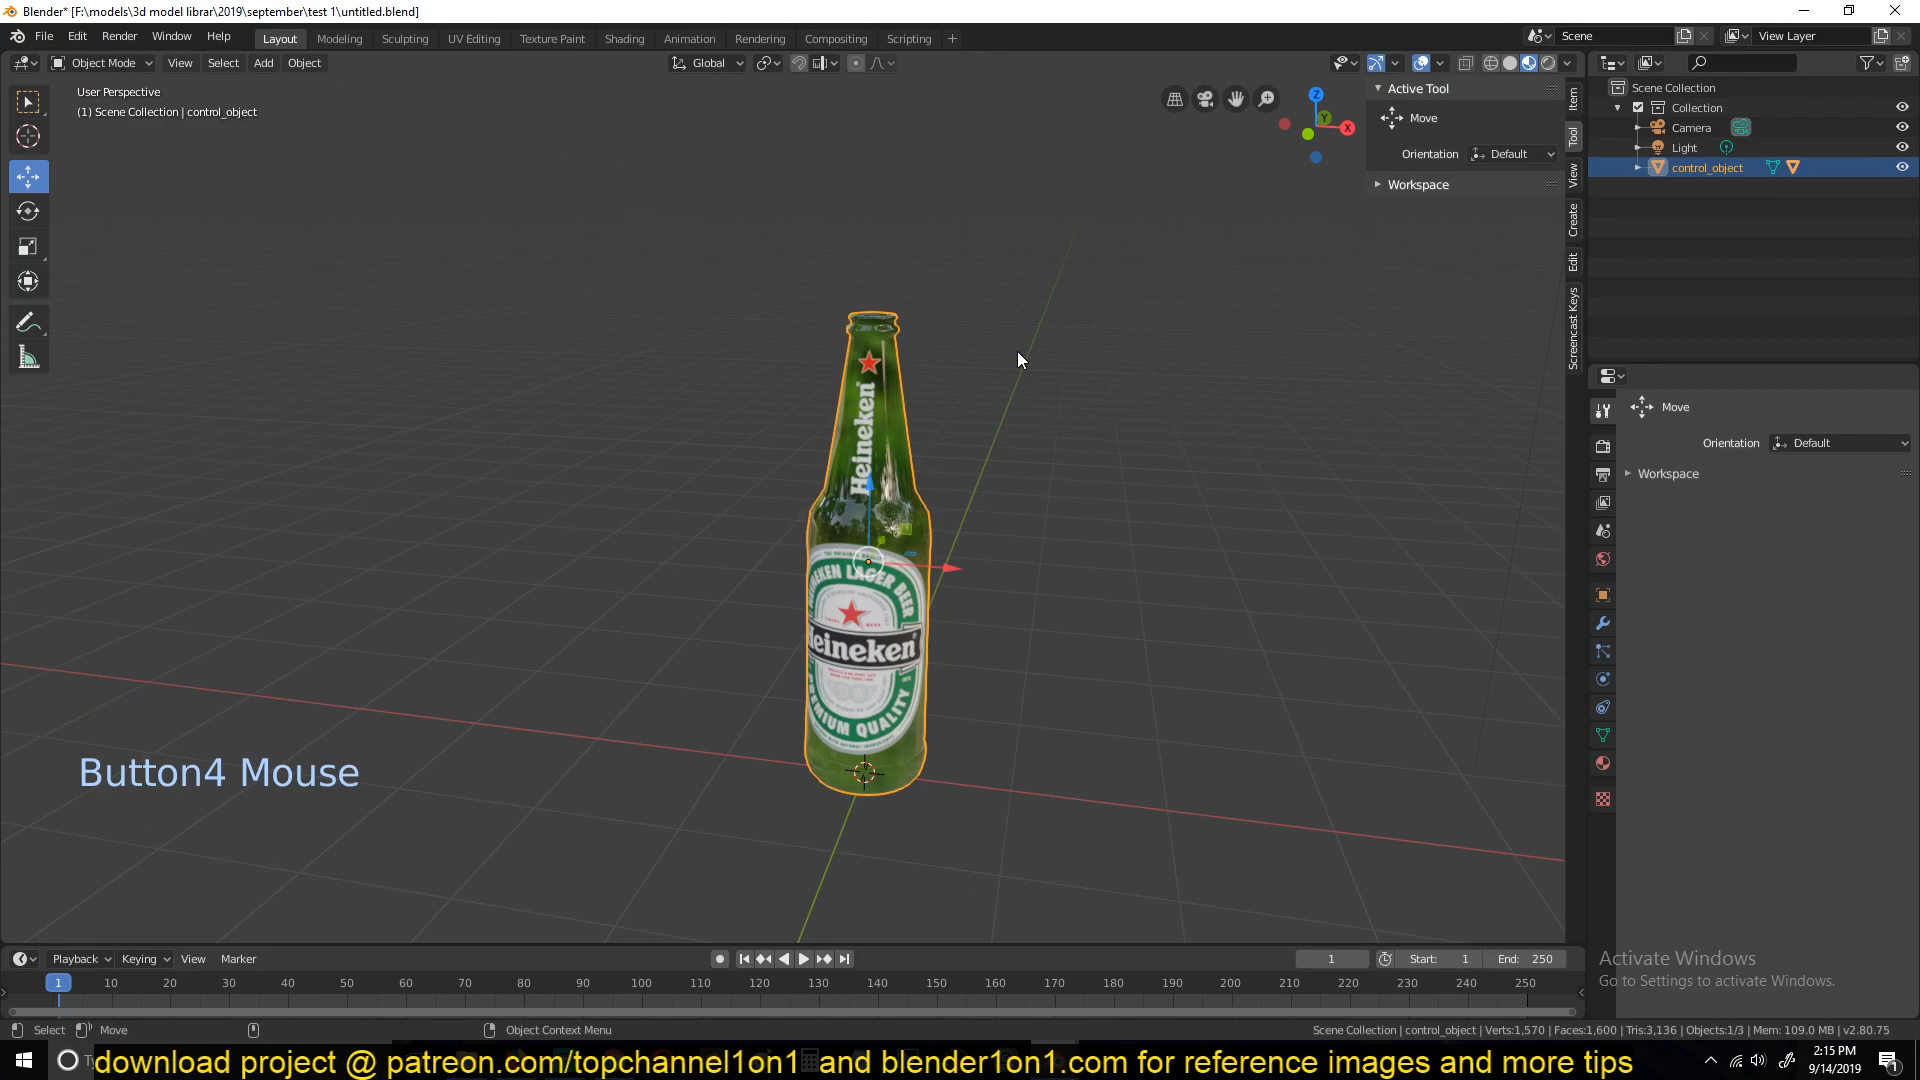 Blender* [F:\models\3d model librar\2019\september\test 1\untitled.blend]
File Edit Render Window Help Layout Modeling Sculpting UV Editing Texture Paint Shading Animation Rendering Compositing Scripting + Scene View Layer
Object Mode View Select Add Object Global
User Perspective
(1) Scene Collection | control_object
Z
Y
X
Active Tool
Move
Orientation Default
Workspace
Item
Tool
View
Create
Edit
Screencast Keys
Scene Collection
Collection
Camera
Light
control_object
Move
Orientation Default
Workspace
Heineken
HEINEKEN LAGER BEER
TRADE MARK
Heineken
PREMIUM QUALITY
Button4 Mouse
Activate Windows
Go to Settings to activate Windows.
Playback Keying View Marker 1 Start: 1 End: 250
1 10 20 30 40 50 60 70 80 90 100 110 120 130 140 150 160 170 180 190 200 210 220 230 240 250
Select Move Object Context Menu Scene Collection | control_object | Verts:1,570 | Faces:1,600 | Tris:3,136 | Objects:1/3 | Mem: 109.0 MB | v2.80.75
download project @ patreon.com/topchannel1on1 and blender1on1.com for reference images and more tips
2:15 PM
9/14/2019
1